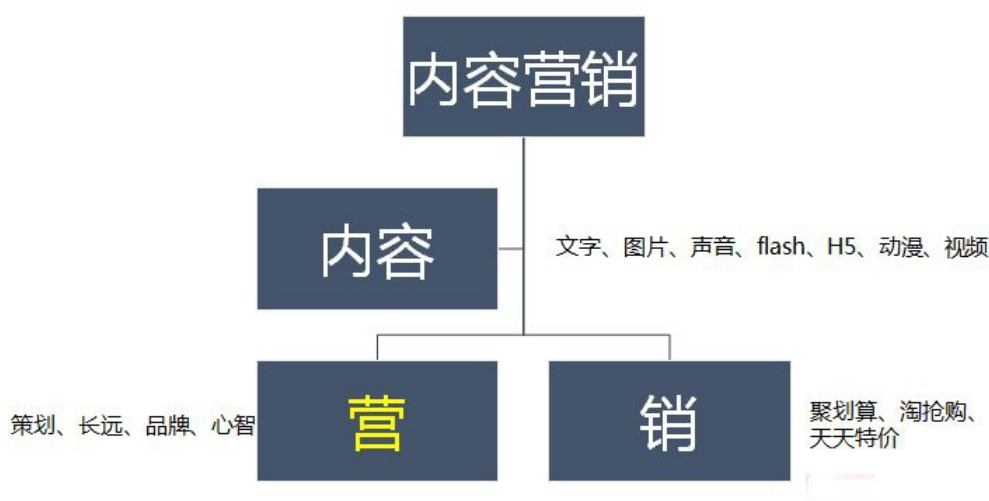 内容营销
内容
文字、图片、声音、flash、H5、动漫、视频
策划、长远、品牌、心智
营
销
聚划算、淘抢购、
天天特价